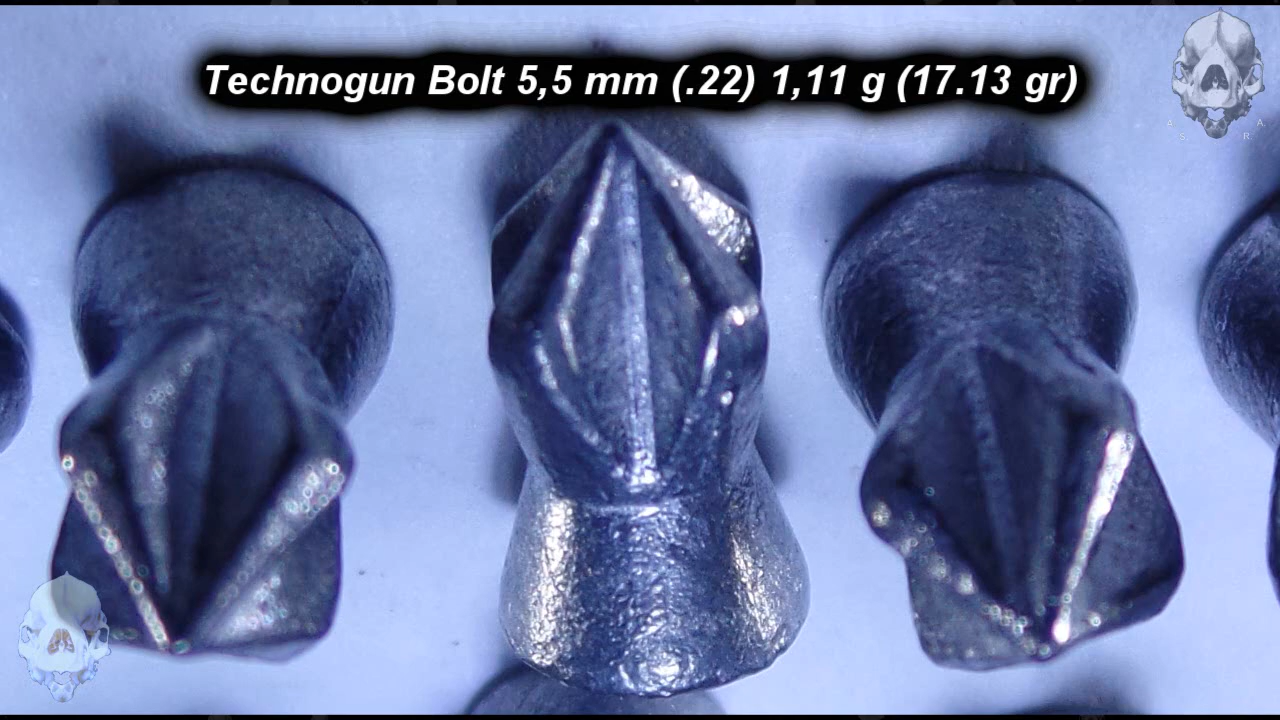 Technogun Bolt 5,5 mm (.22) 1,11 g (17.13 gr)
A. A.
S. R